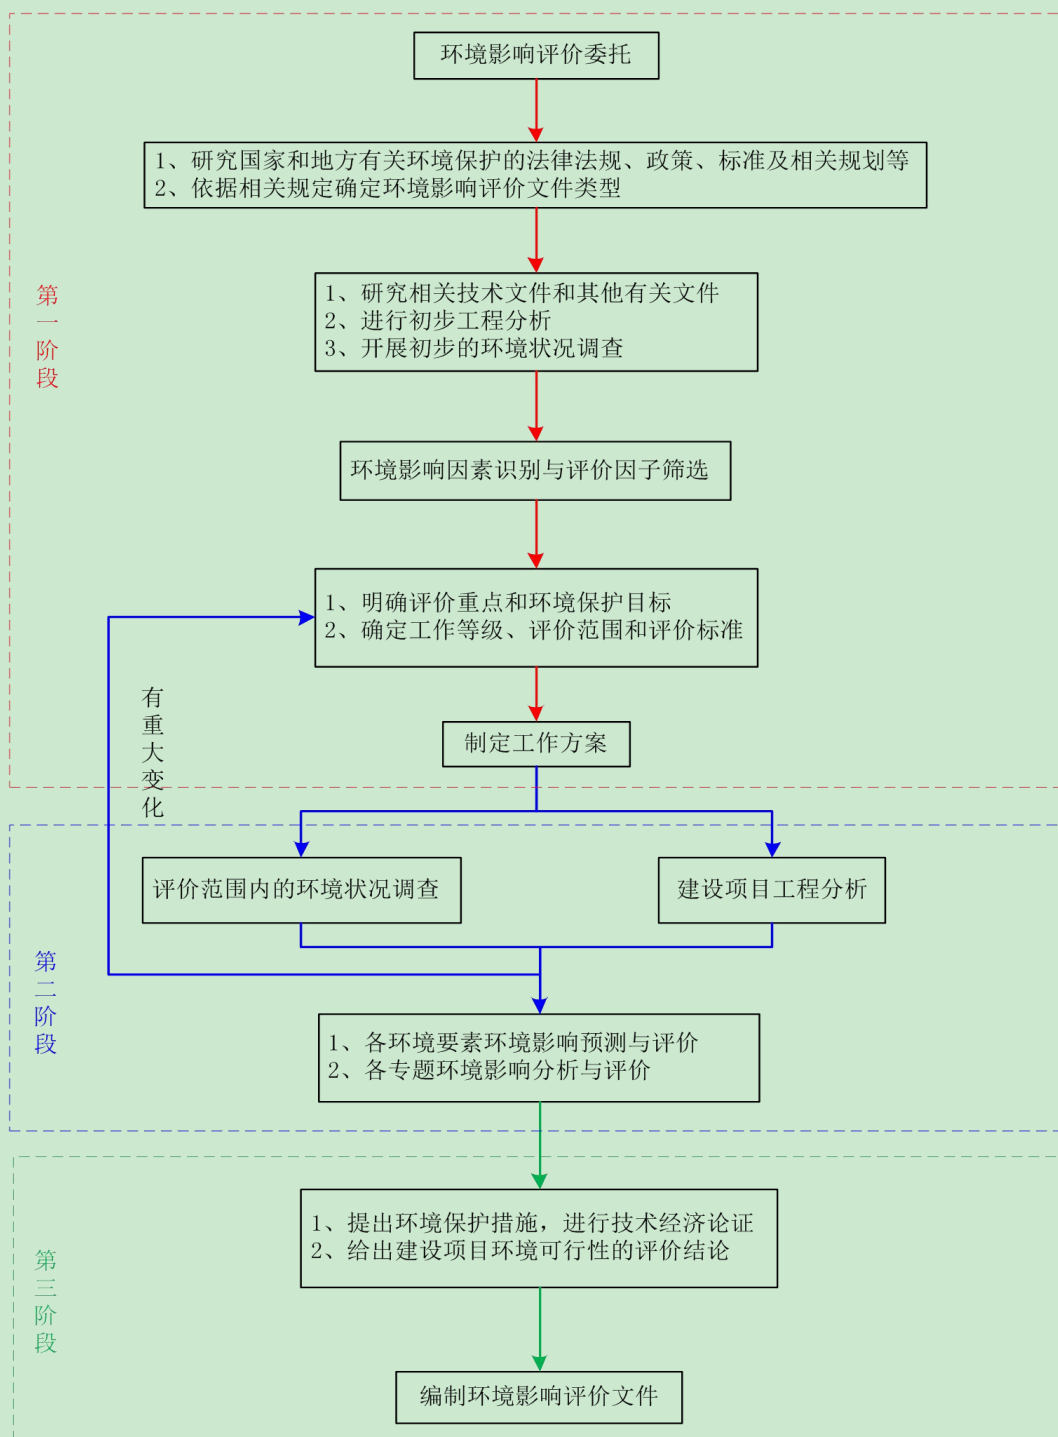 环境影响评价委托
1、研究国家和地方有关环境保护的法律法规、政策、标准及相关规划等
2、依据相关规定确定环境影响评价文件类型
第一阶段
1、研究相关技术文件和其他有关文件
2、进行初步工程分析
3、开展初步的环境状况调查
环境影响因素识别与评价因子筛选
1、明确评价重点和环境保护目标
2、确定工作等级、评价范围和评价标准
有重大变化
制定工作方案
评价范围内的环境状况调查
建设项目工程分析
第二阶段
1、各环境要素环境影响预测与评价
2、各专题环境影响分析与评价
1、提出环境保护措施，进行技术经济论证
2、给出建设项目环境可行性的评价结论
第三阶段
编制环境影响评价文件